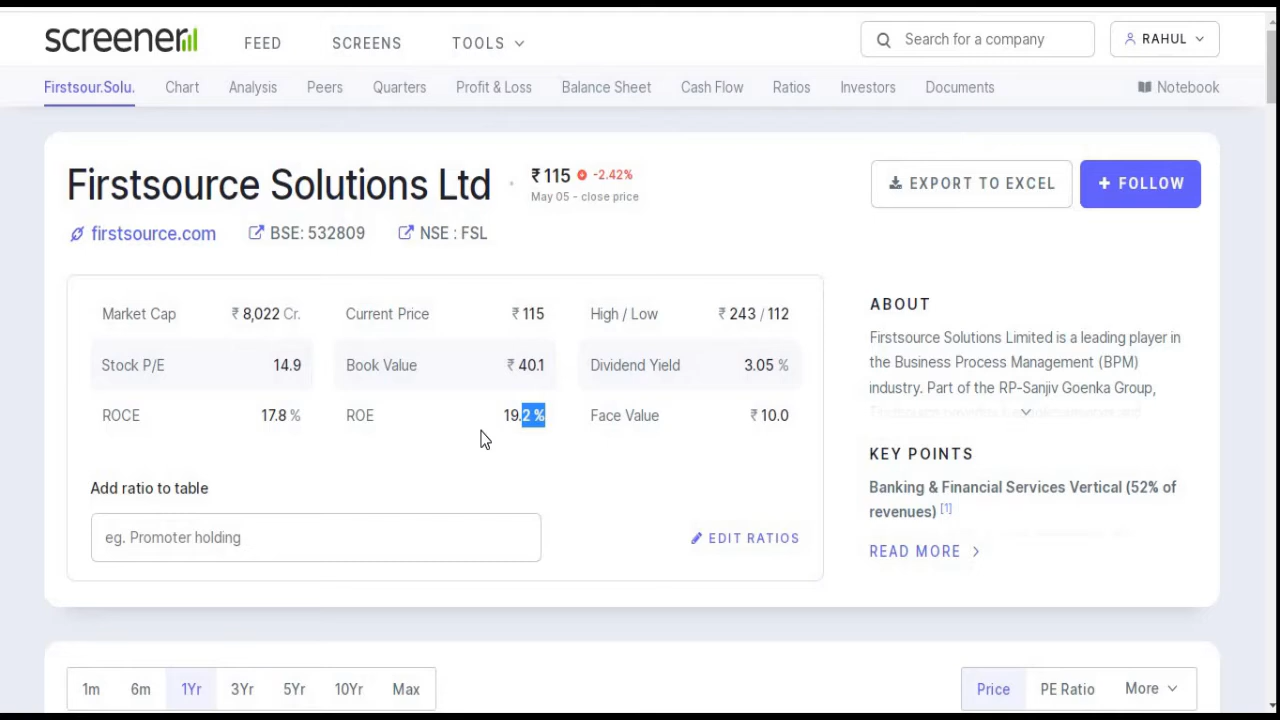 screener
FEED
SCREENS
TOOLS
Search for a company
RAHUL
Firstsour.Solu.
Chart
Analysis
Peers
Quarters
Profit & Loss
Balance Sheet
Cash Flow
Ratios
Investors
Documents
Notebook
Firstsource Solutions Ltd
₹ 115 -2.42%
May 05 - close price
EXPORT TO EXCEL
+ FOLLOW
firstsource.com
BSE: 532809
NSE : FSL
Market Cap ₹ 8,022 Cr.
Current Price ₹ 115
High / Low ₹ 243 / 112
Stock P/E 14.9
Book Value ₹ 40.1
Dividend Yield 3.05 %
ROCE 17.8 %
ROE 19.2 %
Face Value ₹ 10.0
Add ratio to table
eg. Promoter holding
EDIT RATIOS
ABOUT
Firstsource Solutions Limited is a leading player in
the Business Process Management (BPM)
industry. Part of the RP-Sanjiv Goenka Group,
KEY POINTS
Banking & Financial Services Vertical (52% of
revenues) [1]
READ MORE
1m
6m
1Yr
3Yr
5Yr
10Yr
Max
Price
PE Ratio
More